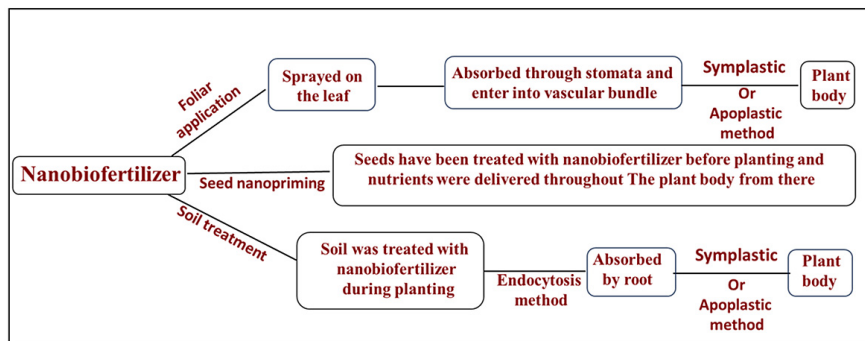 Nanobiofertilizer
Foliar
application
Sprayed on
the leaf
Absorbed through stomata and
enter into vascular bundle
Symplastic
Or
Apoplastic
method
Plant
body
Seed nanopriming
Seeds have been treated with nanobiofertilizer before planting and
nutrients were delivered throughout The plant body from there
Soil treatment
Soil was treated with
nanobiofertilizer
during planting
Endocytosis
method
Absorbed
by root
Symplastic
Or
Apoplastic
method
Plant
body